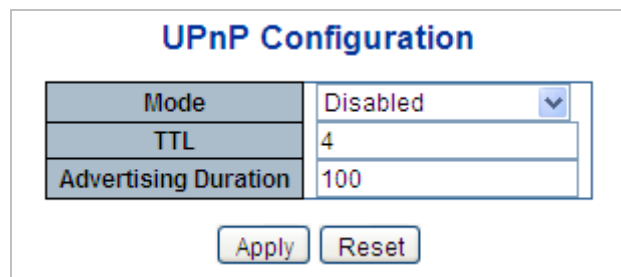 UPnP Configuration
Mode Disabled
TTL 4
Advertising Duration 100
Apply Reset